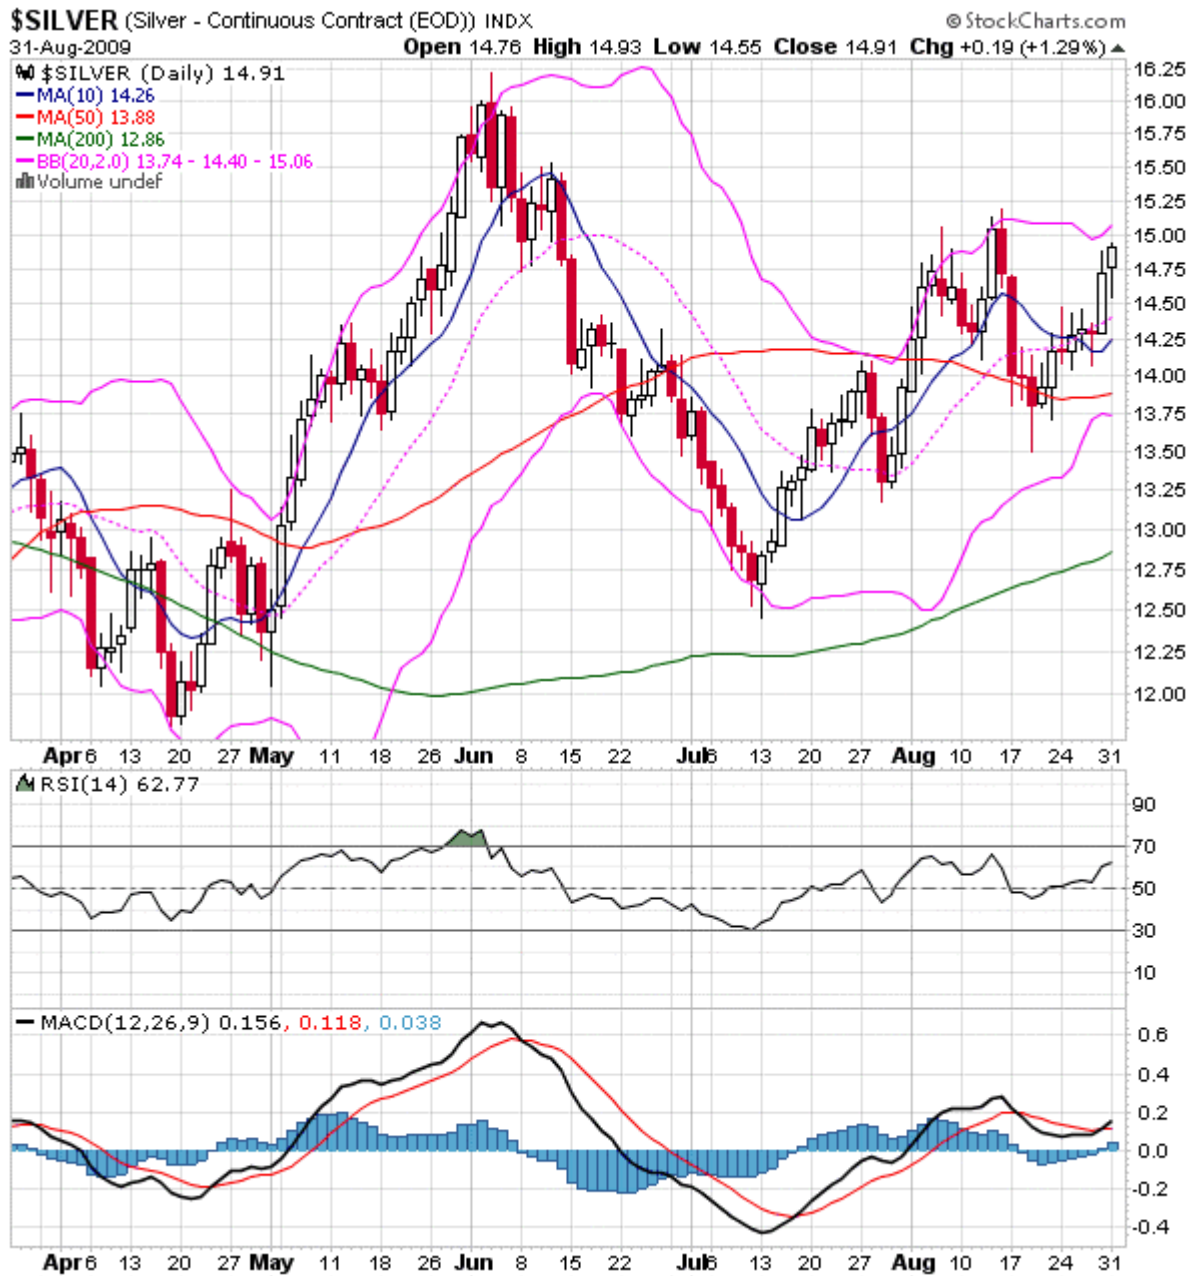 $SILVER (Silver - Continuous Contract (EOD)) INDX © StockCharts.com
31-Aug-2009 Open 14.76 High 14.93 Low 14.55 Close 14.91 Chg +0.19 (+1.29%)
$SILVER (Daily) 14.91
MA(10) 14.26
MA(50) 13.88
MA(200) 12.86
BB(20,2.0) 13.74 - 14.40 - 15.06
Volume undef
16.25
16.00
15.75
15.50
15.25
15.00
14.75
14.50
14.25
14.00
13.75
13.50
13.25
13.00
12.75
12.50
12.25
12.00
Apr 6 13 20 27 May 11 18 26 Jun 8 15 22 Jul 6 13 20 27 Aug 10 17 24 31
RSI(14) 62.77
90
70
50
30
10
MACD(12,26,9) 0.156, 0.118, 0.038
0.6
0.4
0.2
0.0
-0.2
-0.4
Apr 6 13 20 27 May 11 18 26 Jun 8 15 22 Jul 6 13 20 27 Aug 10 17 24 31